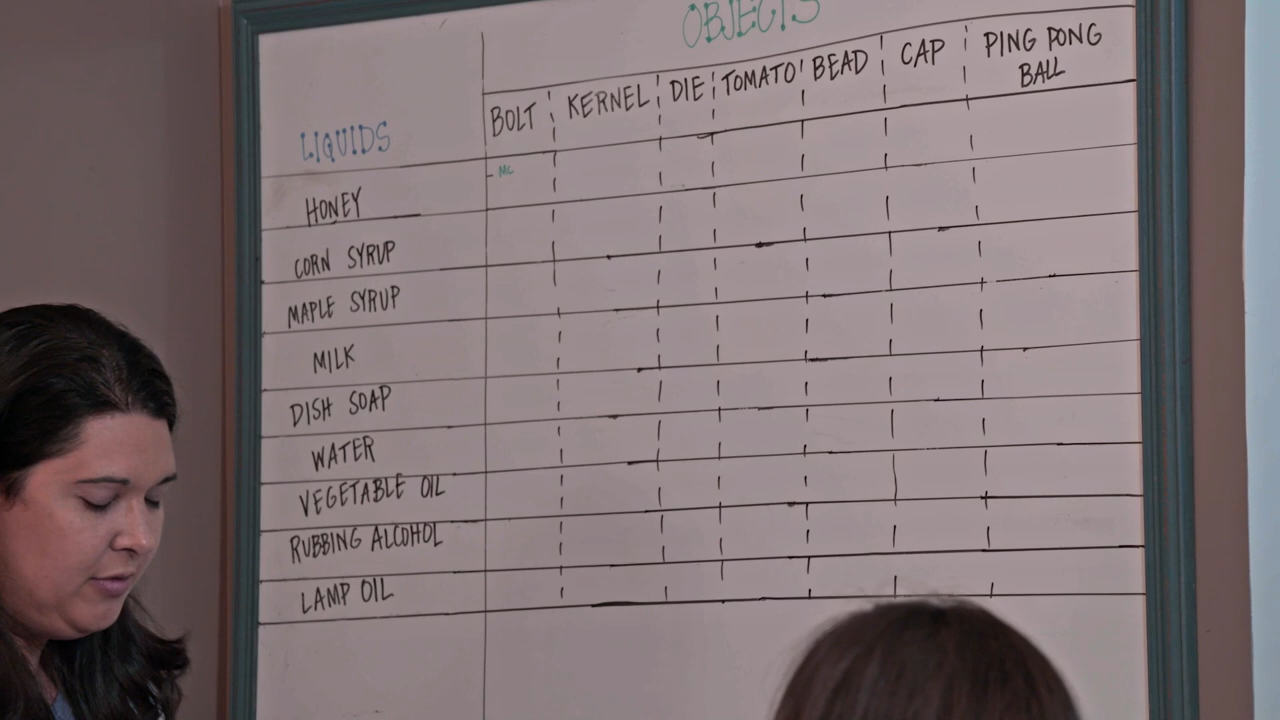 OBJECTS
LIQUIDS BOLT KERNEL DIE TOMATO BEAD CAP PING PONG
BALL
HONEY
CORN SYRUP
MAPLE SYRUP
MILK
DISH SOAP
WATER
VEGETABLE OIL
RUBBING ALCOHOL
LAMP OIL